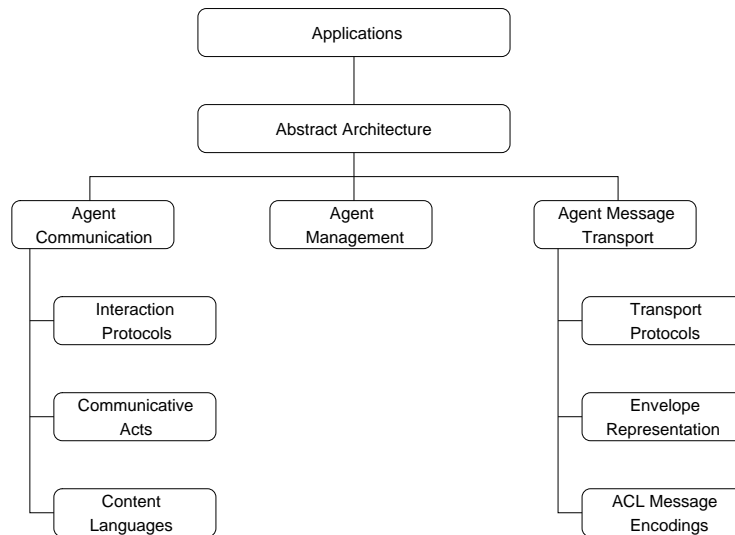 Applications
Abstract Architecture
Agent
Communication
Agent
Management
Agent Message
Transport
Interaction
Protocols
Transport
Protocols
Communicative
Acts
Envelope
Representation
Content
Languages
ACL Message
Encodings